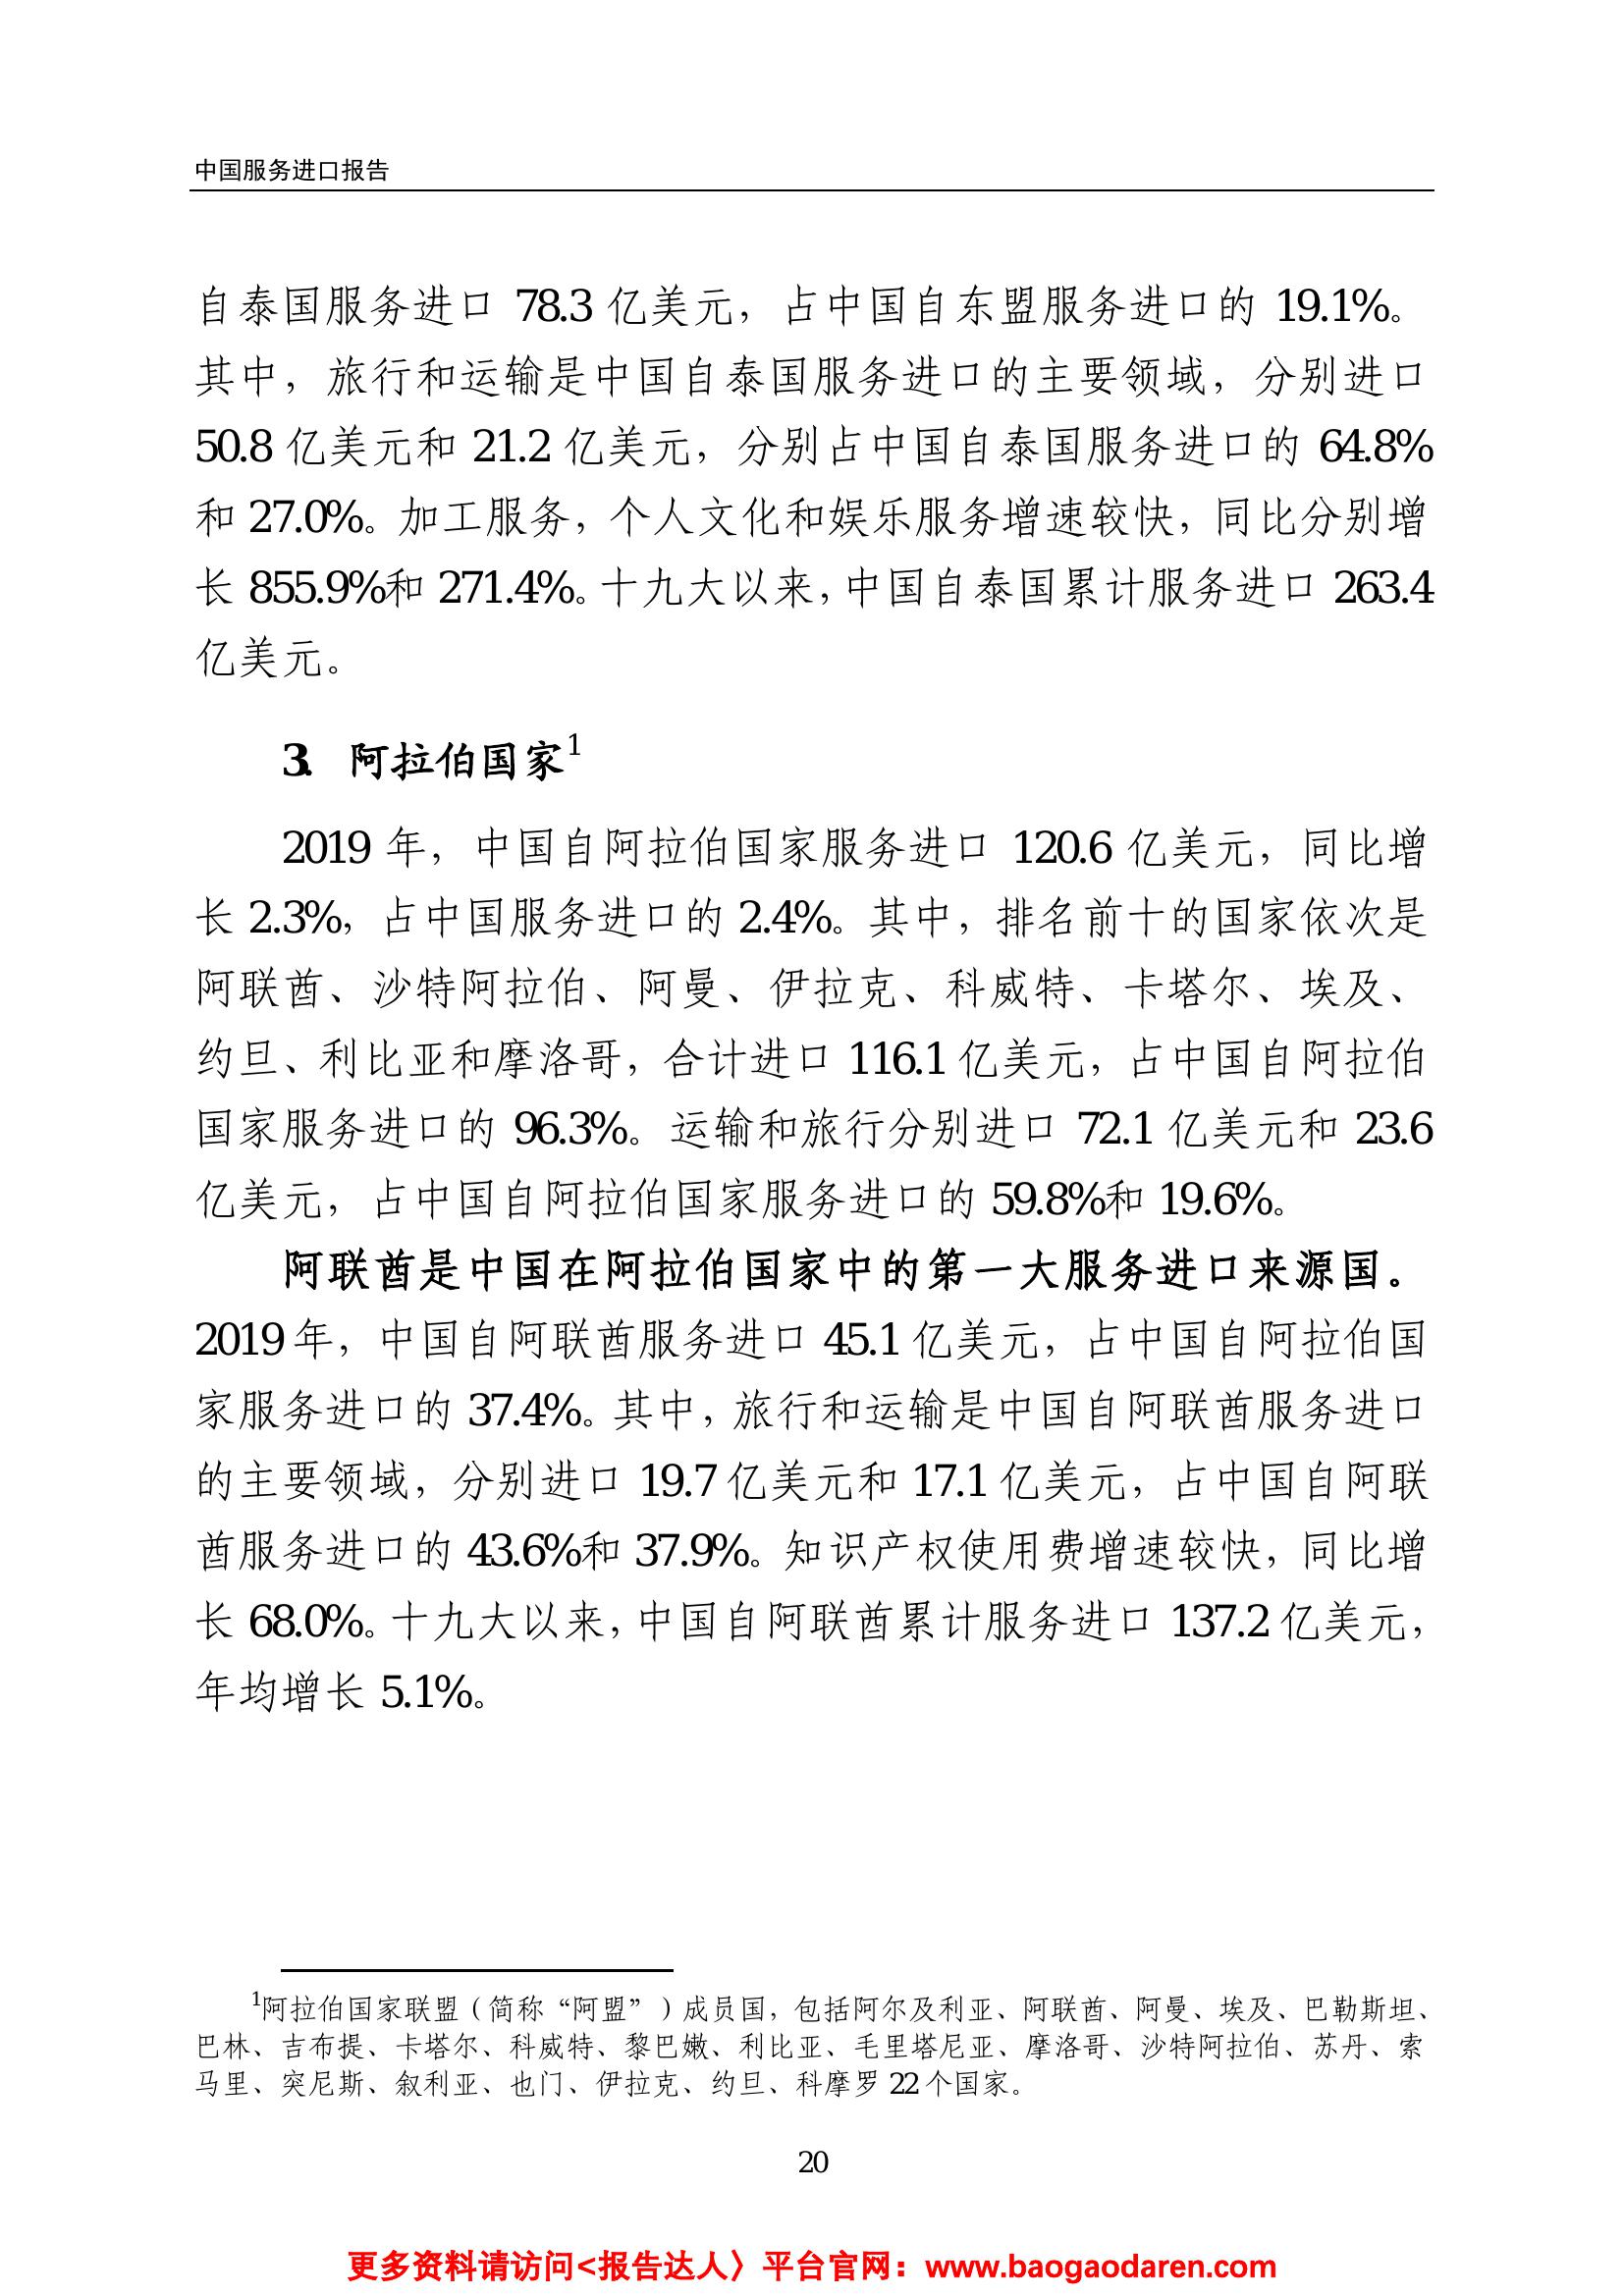 中国服务进口报告
自泰国服务进口 78.3 亿美元，占中国自东盟服务进口的 19.1%。
其中，旅行和运输是中国自泰国服务进口的主要领域，分别进口
50.8 亿美元和 21.2 亿美元，分别占中国自泰国服务进口的 64.8%
和 27.0%。加工服务，个人文化和娱乐服务增速较快，同比分别增
长 855.9%和 271.4%。十九大以来，中国自泰国累计服务进口 263.4
亿美元。
3. 阿拉伯国家1
2019 年，中国自阿拉伯国家服务进口 120.6 亿美元，同比增
长 2.3%，占中国服务进口的 2.4%。其中，排名前十的国家依次是
阿联酋、沙特阿拉伯、阿曼、伊拉克、科威特、卡塔尔、埃及、
约旦、利比亚和摩洛哥，合计进口 116.1 亿美元，占中国自阿拉伯
国家服务进口的 96.3%。运输和旅行分别进口 72.1 亿美元和 23.6
亿美元，占中国自阿拉伯国家服务进口的 59.8%和 19.6%。
阿联酋是中国在阿拉伯国家中的第一大服务进口来源国。
2019 年，中国自阿联酋服务进口 45.1 亿美元，占中国自阿拉伯国
家服务进口的 37.4%。其中，旅行和运输是中国自阿联酋服务进口
的主要领域，分别进口 19.7 亿美元和 17.1 亿美元，占中国自阿联
酋服务进口的 43.6%和 37.9%。知识产权使用费增速较快，同比增
长 68.0%。十九大以来，中国自阿联酋累计服务进口 137.2 亿美元，
年均增长 5.1%。
1阿拉伯国家联盟（简称“阿盟”）成员国，包括阿尔及利亚、阿联酋、阿曼、埃及、巴勒斯坦、
巴林、吉布提、卡塔尔、科威特、黎巴嫩、利比亚、毛里塔尼亚、摩洛哥、沙特阿拉伯、苏丹、索
马里、突尼斯、叙利亚、也门、伊拉克、约旦、科摩罗 22 个国家。
20
更多资料请访问<报告达人〉平台官网：www.baogaodaren.com